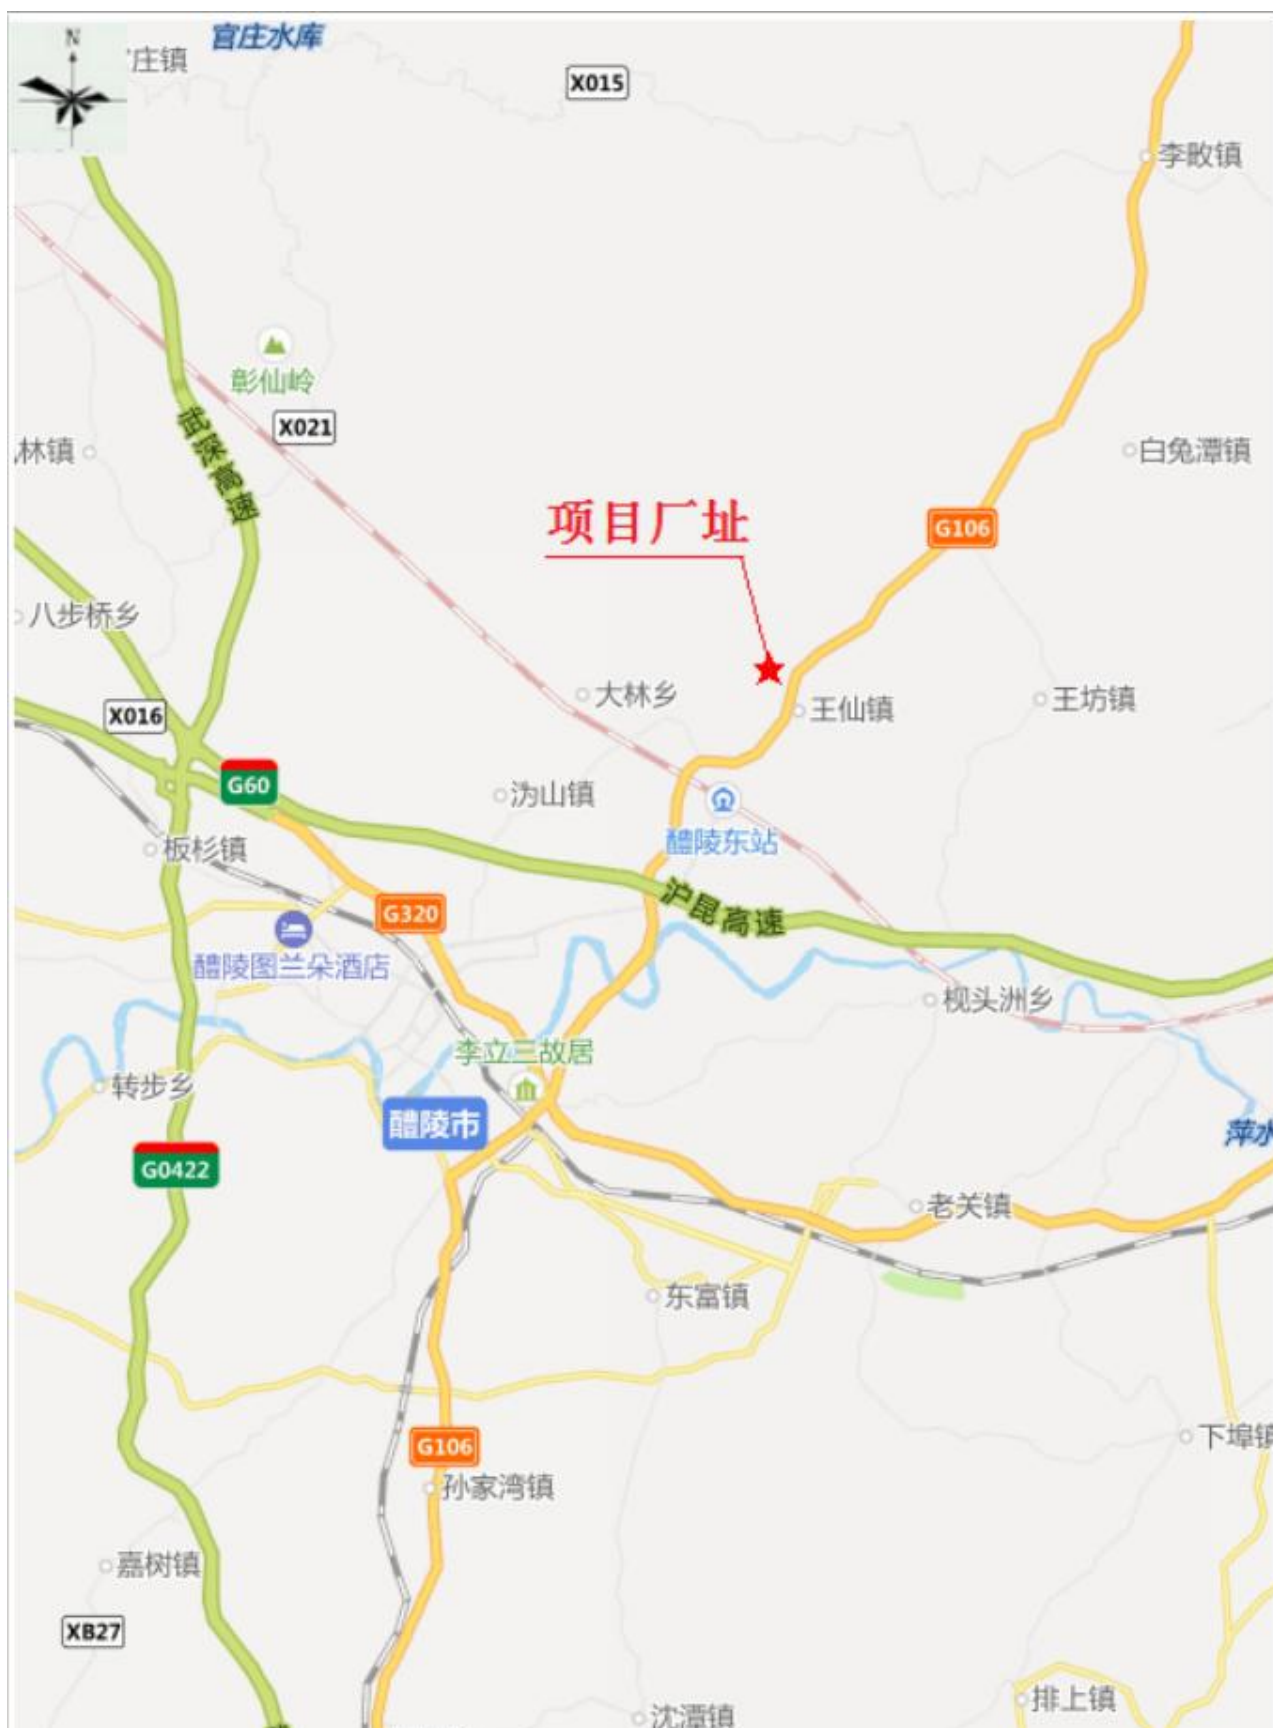 N
官庄水库
庄镇
X015
李畋镇
彰仙岭
X021
武深高速
林镇
白兔潭镇
项目厂址
G106
八步桥乡
大林乡
王仙镇
王坊镇
X016
G60
沩山镇
醴陵东站
板杉镇
沪昆高速
G320
醴陵图兰朵酒店
枧头洲乡
李立三故居
转步乡
醴陵市
萍水
G0422
老关镇
东富镇
下埠镇
G106
孙家湾镇
嘉树镇
XB27
排上镇
沈潭镇